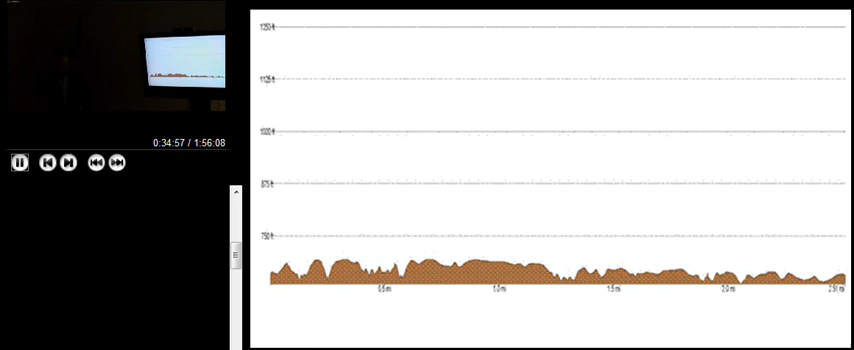 0:34:57 / 1:56:08
1250 ft
1125 ft
1000 ft
875 ft
750 ft
0.5 mi
1.0 mi
1.5 mi
2.0 mi
2.51 mi